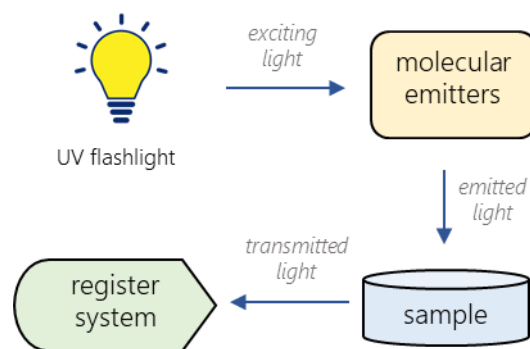 exciting
light
molecular
emitters
UV flashlight
emitted
light
transmitted
light
register
system
sample